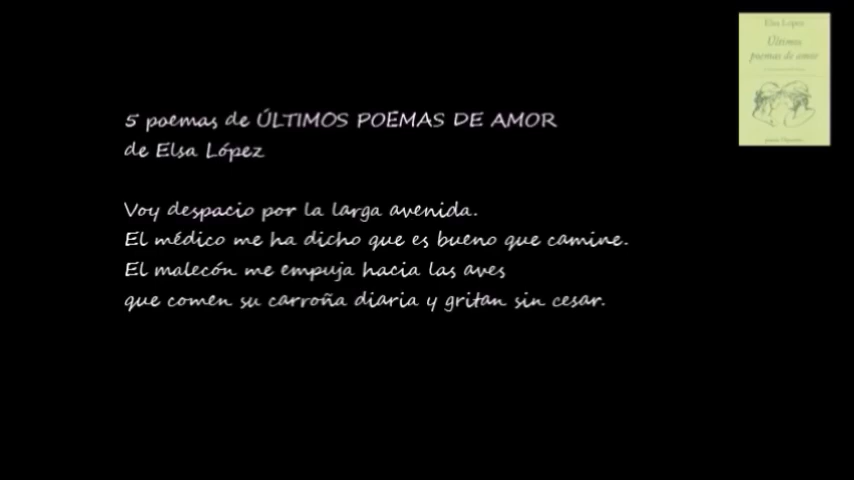 5 poemas de ÚLTIMOS POEMAS DE AMOR
de Elsa López
Voy despacio por la larga avenida.
El médico me ha dicho que es bueno que camine.
El malecón me empuja hacia las aves
que comen su carroña diaria y gritan sin cesar.
Elsa López
Últimos
poemas de amor